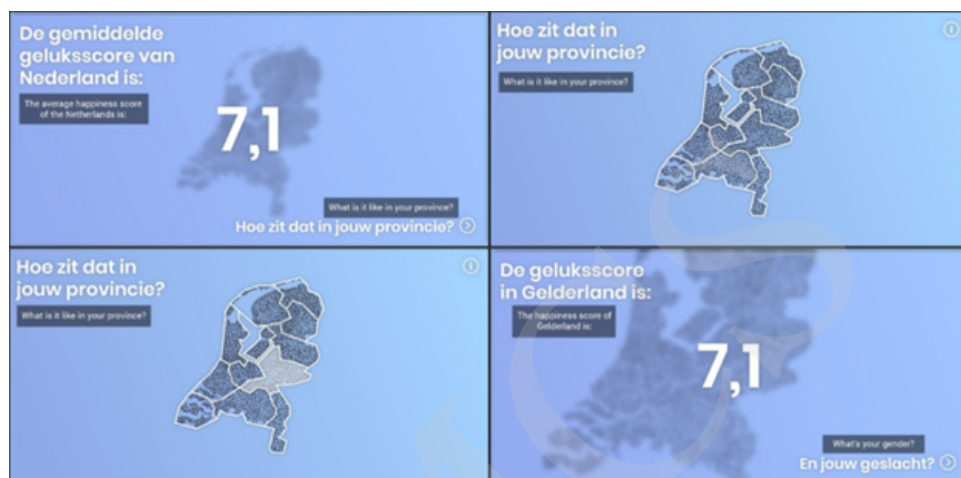 De gemiddelde
geluksscore van
Nederland is:
The average happiness score
of the Netherlands is:
7,1
What is it like in your province?
Hoe zit dat in jouw provincie?
Hoe zit dat in
jouw provincie?
What is it like in your province?
Hoe zit dat in
jouw provincie?
What is it like in your province?
De geluksscore
in Gelderland is:
The happiness score of
Gelderland is:
7,1
What's your gender?
En jouw geslacht?